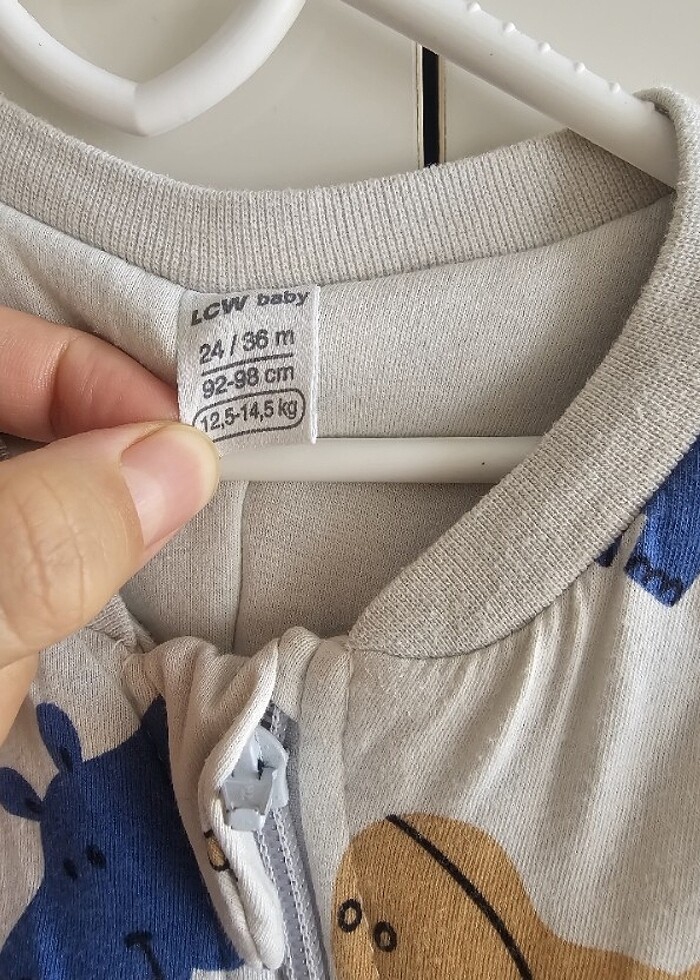 LCW baby
24 / 36 m
92-98 cm
12,5-14,5 kg